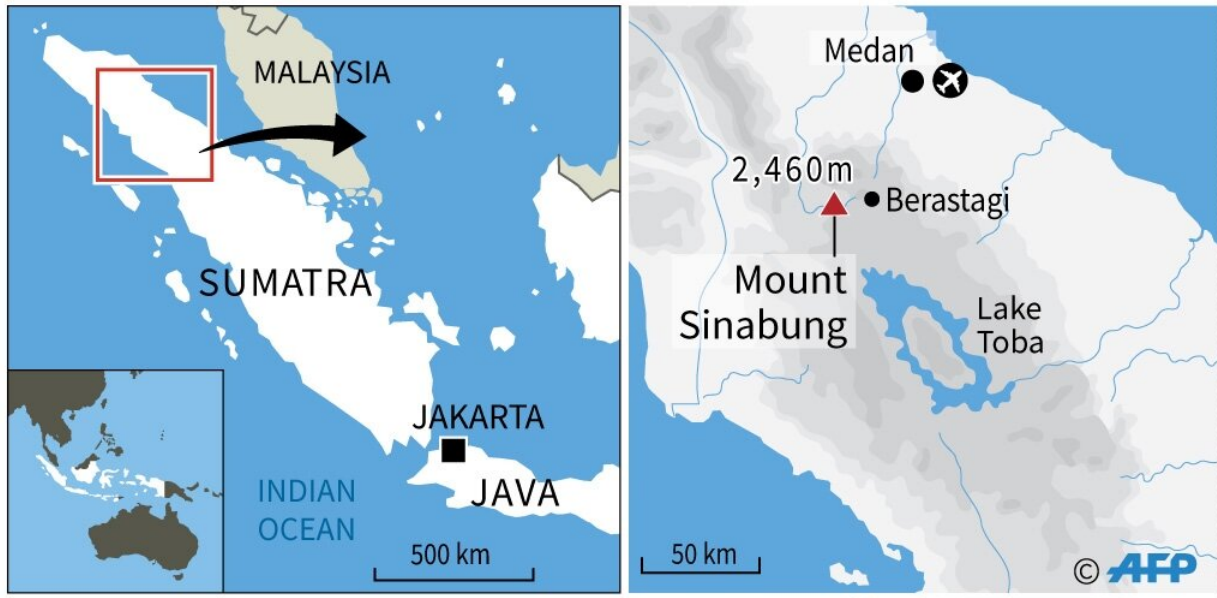 MALAYSIA
SUMATRA
JAKARTA
JAVA
INDIAN
OCEAN
500 km
Medan
2,460m
Berastagi
Mount
Sinabung
Lake
Toba
50 km
© AFP